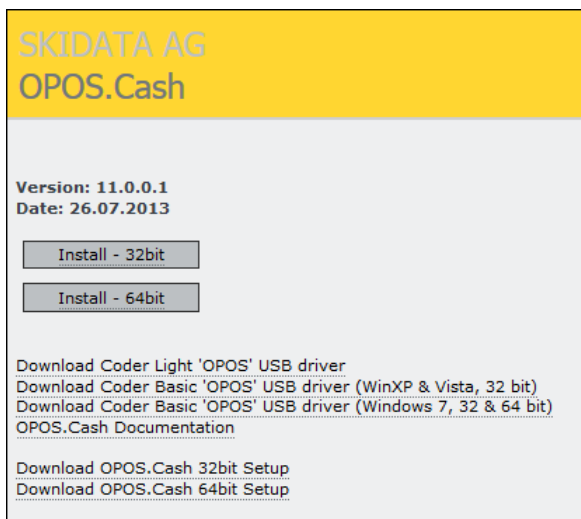 SKIDATA AG
OPOS.Cash
Version: 11.0.0.1
Date: 26.07.2013
Install - 32bit
Install - 64bit
Download Coder Light 'OPOS' USB driver
Download Coder Basic 'OPOS' USB driver (WinXP & Vista, 32 bit)
Download Coder Basic 'OPOS' USB driver (Windows 7, 32 & 64 bit)
OPOS.Cash Documentation
Download OPOS.Cash 32bit Setup
Download OPOS.Cash 64bit Setup